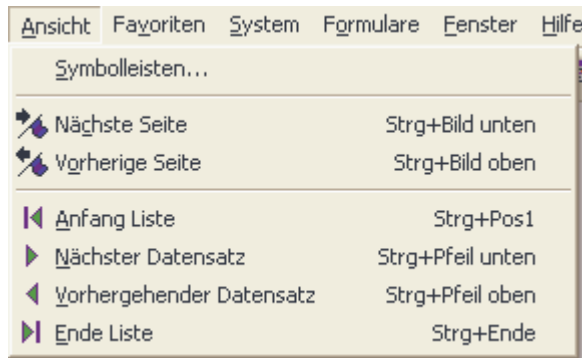 Ansicht Favoriten System Formulare Fenster Hilfe
Symbolleisten...
Nächste Seite Strg+Bild unten
Vorherige Seite Strg+Bild oben
Anfang Liste Strg+Pos1
Nächster Datensatz Strg+Pfeil unten
Vorhergehender Datensatz Strg+Pfeil oben
Ende Liste Strg+Ende